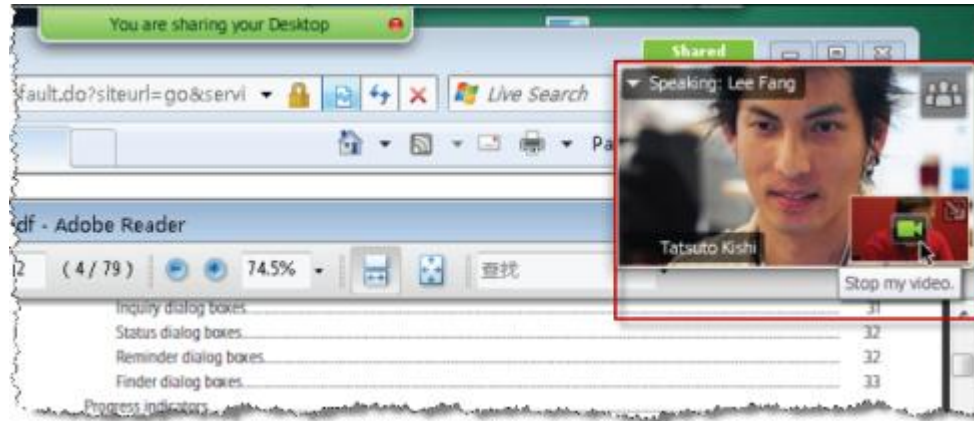 You are sharing your Desktop
Shared
fault.do?siteurl=go&servi
Live Search
Speaking: Lee Fang
Pa
df - Adobe Reader
Tatsuto Kishi
2 (4 / 79) 74.5% 查找
Stop my video.
Inquiry dialog boxes 31
Status dialog boxes 32
Reminder dialog boxes 32
Finder dialog boxes 33
Progress indicators